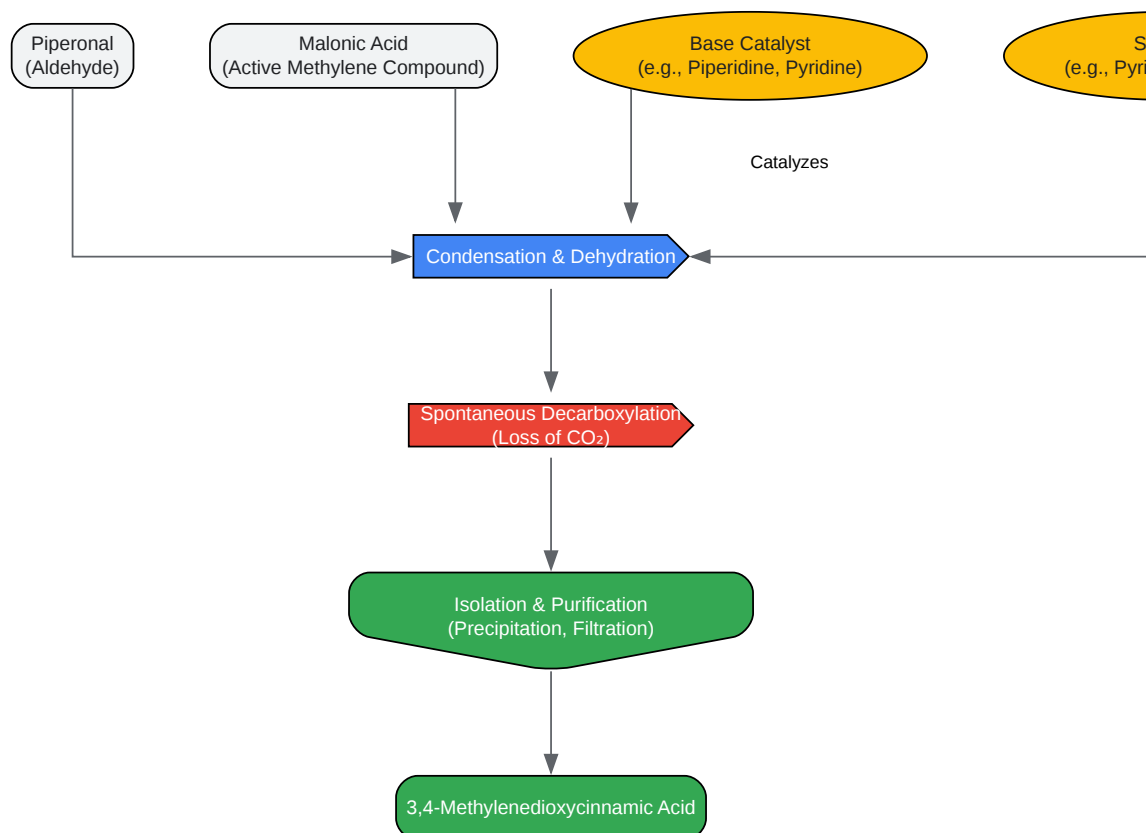 Piperonal
(Aldehyde)
Malonic Acid
(Active Methylene Compound)
Base Catalyst
(e.g., Piperidine, Pyridine)
Catalyzes
Condensation & Dehydration
Spontaneous Decarboxylation
(Loss of CO₂)
Isolation & Purification
(Precipitation, Filtration)
3,4-Methylenedioxycinnamic Acid